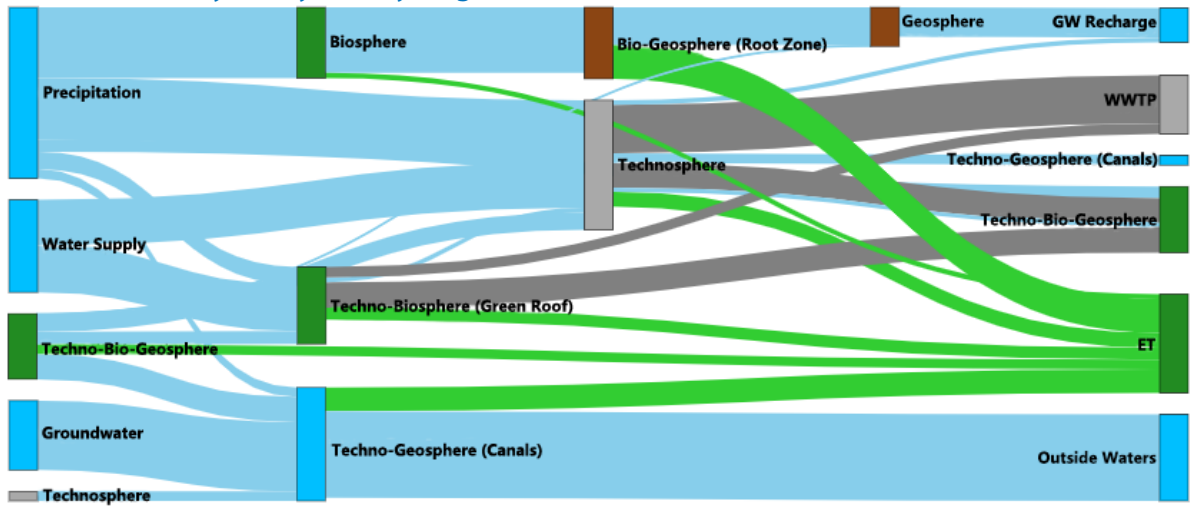 Biosphere
Bio-Geosphere (Root Zone)
Geosphere
GW Recharge
Precipitation
WWTP
Technosphere
Techno-Geosphere (Canals)
Techno-Bio-Geosphere
Water Supply
Techno-Biosphere (Green Roof)
Techno-Bio-Geosphere
ET
Groundwater
Techno-Geosphere (Canals)
Outside Waters
Technosphere